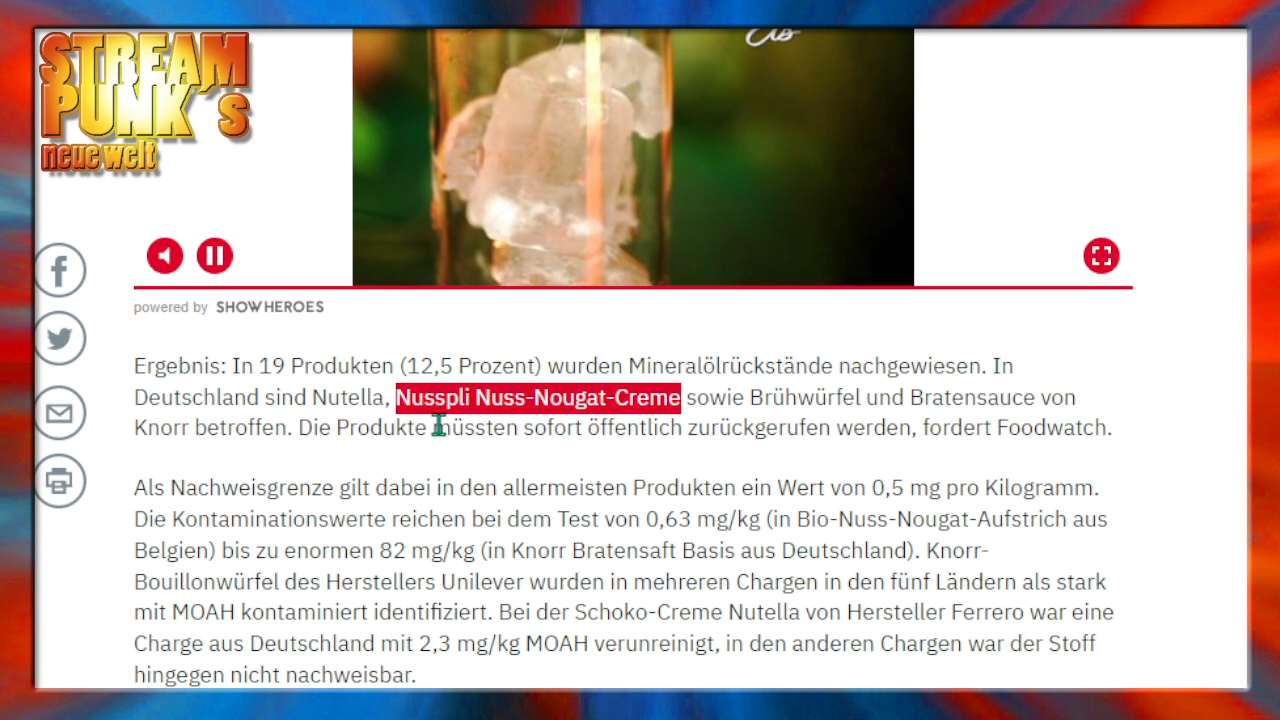 STREAM
PUNK´s
neue welt
Eis
powered by SHOWHEROES
Ergebnis: In 19 Produkten (12,5 Prozent) wurden Mineralölrückstände nachgewiesen. In
Deutschland sind Nutella, Nusspli Nuss-Nougat-Creme sowie Brühwürfel und Bratensauce von
Knorr betroffen. Die Produkte müssten sofort öffentlich zurückgerufen werden, fordert Foodwatch.
Als Nachweisgrenze gilt dabei in den allermeisten Produkten ein Wert von 0,5 mg pro Kilogramm.
Die Kontaminationswerte reichen bei dem Test von 0,63 mg/kg (in Bio-Nuss-Nougat-Aufstrich aus
Belgien) bis zu enormen 82 mg/kg (in Knorr Bratensaft Basis aus Deutschland). Knorr-
Bouillonwürfel des Herstellers Unilever wurden in mehreren Chargen in den fünf Ländern als stark
mit MOAH kontaminiert identifiziert. Bei der Schoko-Creme Nutella von Hersteller Ferrero war eine
Charge aus Deutschland mit 2,3 mg/kg MOAH verunreinigt, in den anderen Chargen war der Stoff
hingegen nicht nachweisbar.